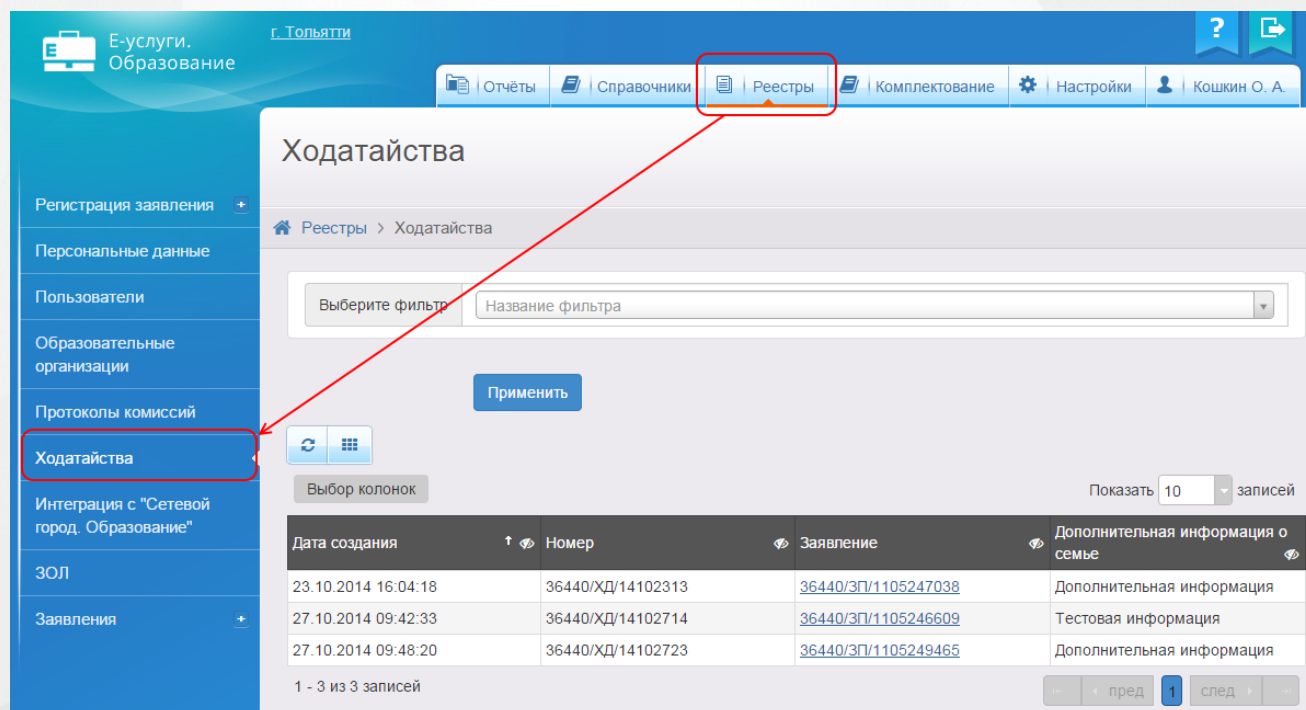 Е-услуги.
Образование
г. Тольятти
?
Отчёты
Справочники
Реестры
Комплектование
Настройки
Кошкин О. А.
Ходатайства
Регистрация заявления
Персональные данные
Пользователи
Образовательные
организации
Протоколы комиссий
Ходатайства
Интеграция с "Сетевой
город. Образование"
ЗОЛ
Заявления
Реестры > Ходатайства
Выберите фильтр Название фильтра
Применить
Выбор колонок
Показать 10 записей
Дата создания Номер Заявление Дополнительная информация о
семье
23.10.2014 16:04:18 36440/ХД/14102313 36440/ЗП/1105247038 Дополнительная информация
27.10.2014 09:42:33 36440/ХД/14102714 36440/ЗП/1105246609 Тестовая информация
27.10.2014 09:48:20 36440/ХД/14102723 36440/ЗП/1105249465 Дополнительная информация
1 - 3 из 3 записей
пред 1 след